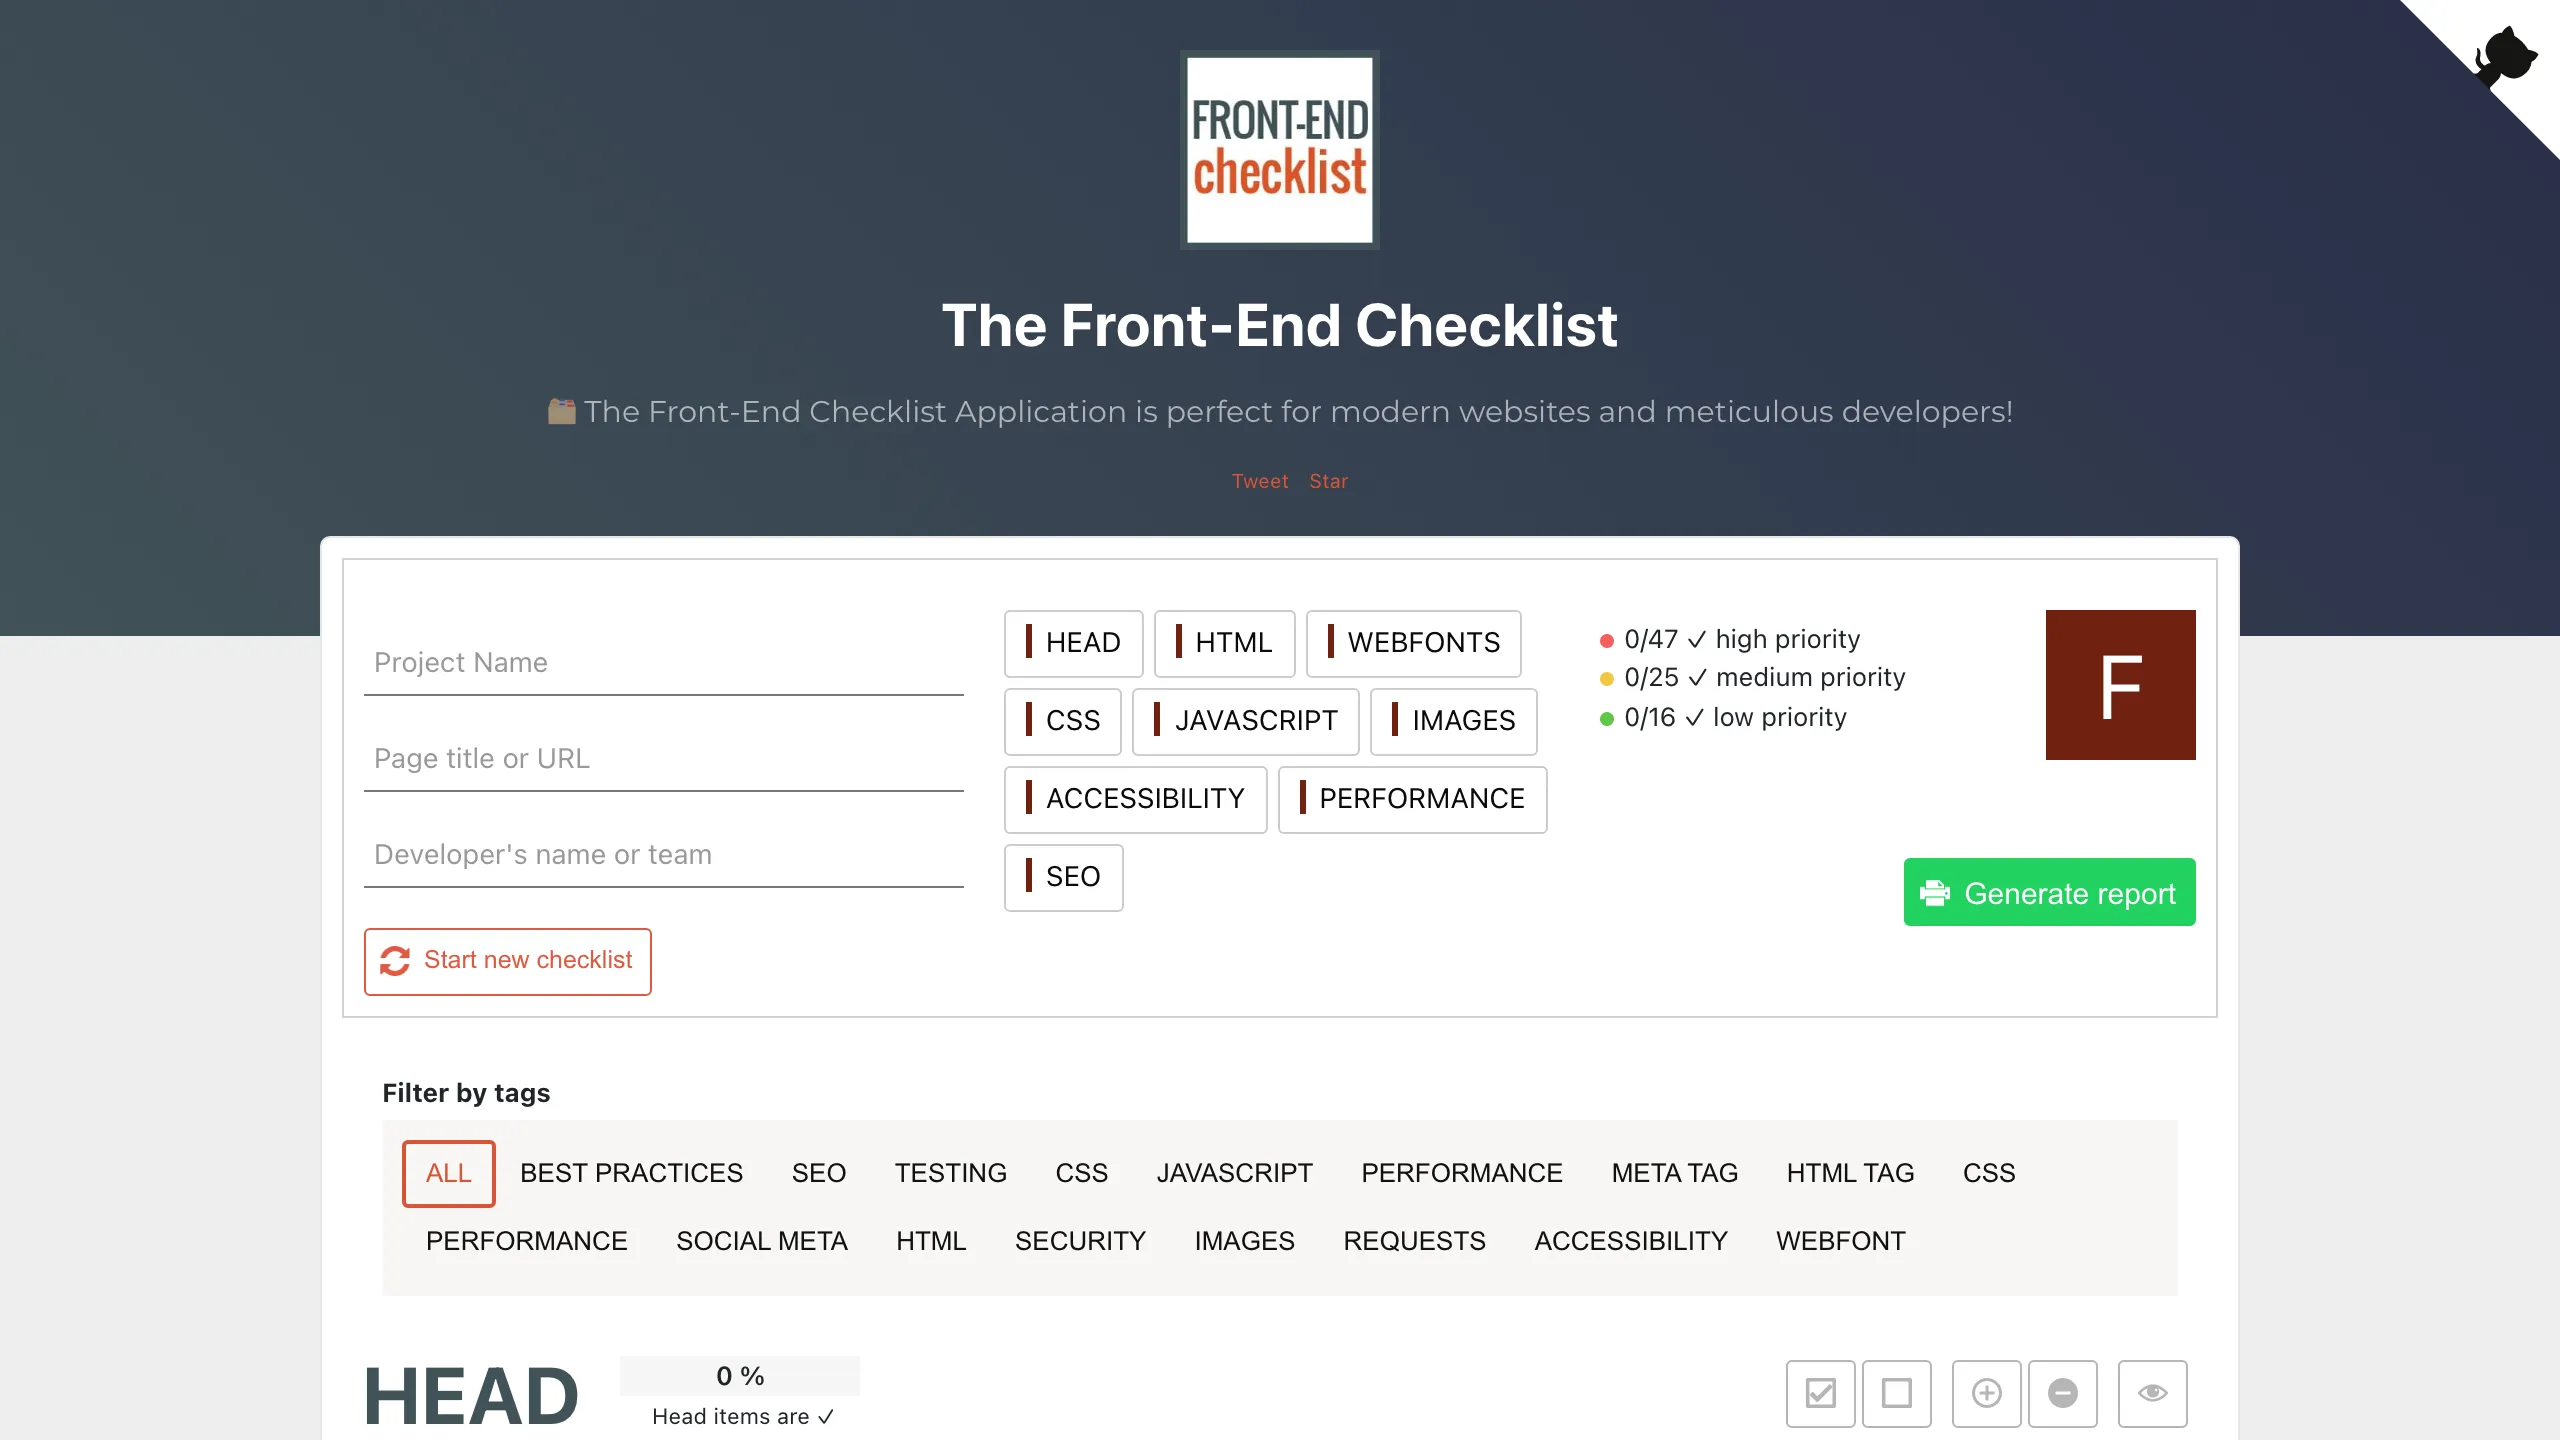 FRONT-END
checklist
The Front-End Checklist
The Front-End Checklist Application is perfect for modern websites and meticulous developers!
Tweet Star
Project Name
Page title or URL
Developer's name or team
Start new checklist
HEAD HTML WEBFONTS
CSS JAVASCRIPT IMAGES
ACCESSIBILITY PERFORMANCE
SEO
0/47 ✓ high priority
0/25 ✓ medium priority
0/16 ✓ low priority
F
Generate report
Filter by tags
ALL BEST PRACTICES SEO TESTING CSS JAVASCRIPT PERFORMANCE META TAG HTML TAG CSS
PERFORMANCE SOCIAL META HTML SECURITY IMAGES REQUESTS ACCESSIBILITY WEBFONT
HEAD
0 %
Head items are ✓